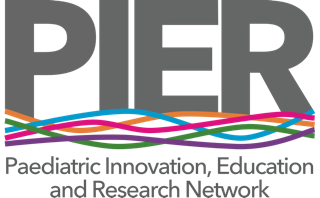 PIER
Paediatric Innovation, Education
and Research Network